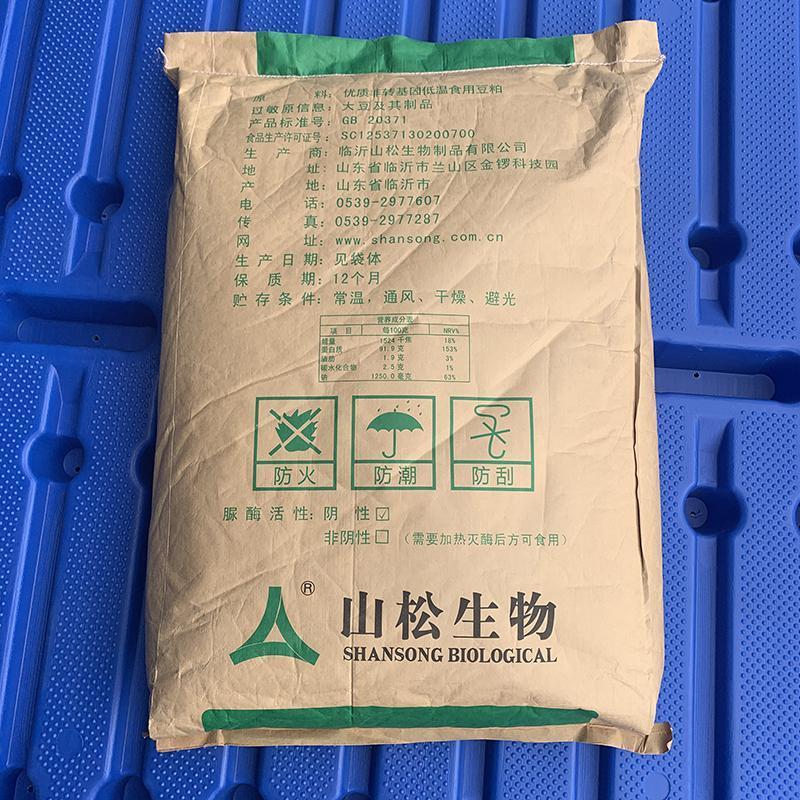 原 料：优质非转基因低温食用豆粕
过敏原信息：大豆及其制品
产品标准号：GB 20371
食品生产许可证号：SC12537130200700
生 产 商：临沂山松生物制品有限公司
地 址：山东省临沂市兰山区金锣科技园
产 地：山东省临沂市
电 话：0539-2977607
传 真：0539-2977287
网 址：www.shansong.com.cn
生产日期：见袋体
保 质 期：12个月
贮存条件：常温，通风、干燥、避光
营养成分表
项 目 每100克 NRV%
能量 1524 千焦 18%
蛋白质 91.9 克 153%
脂肪 1.9 克 3%
碳水化合物 2.5 克 1%
钠 1250.0 毫克 63%
防火 防潮 防刮
脲酶活性：阴 性☑
非阴性□ （需要加热灭酶后方可食用）
® 山松生物
SHANSONG BIOLOGICAL